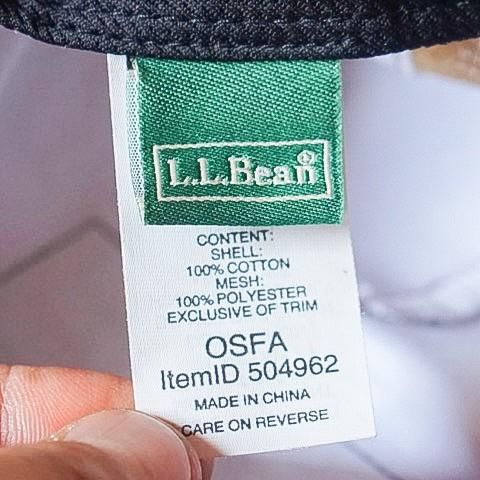 L.L.Bean®
CONTENT:
SHELL:
100% COTTON
MESH:
100% POLYESTER
EXCLUSIVE OF TRIM
OSFA
ItemID 504962
MADE IN CHINA
CARE ON REVERSE